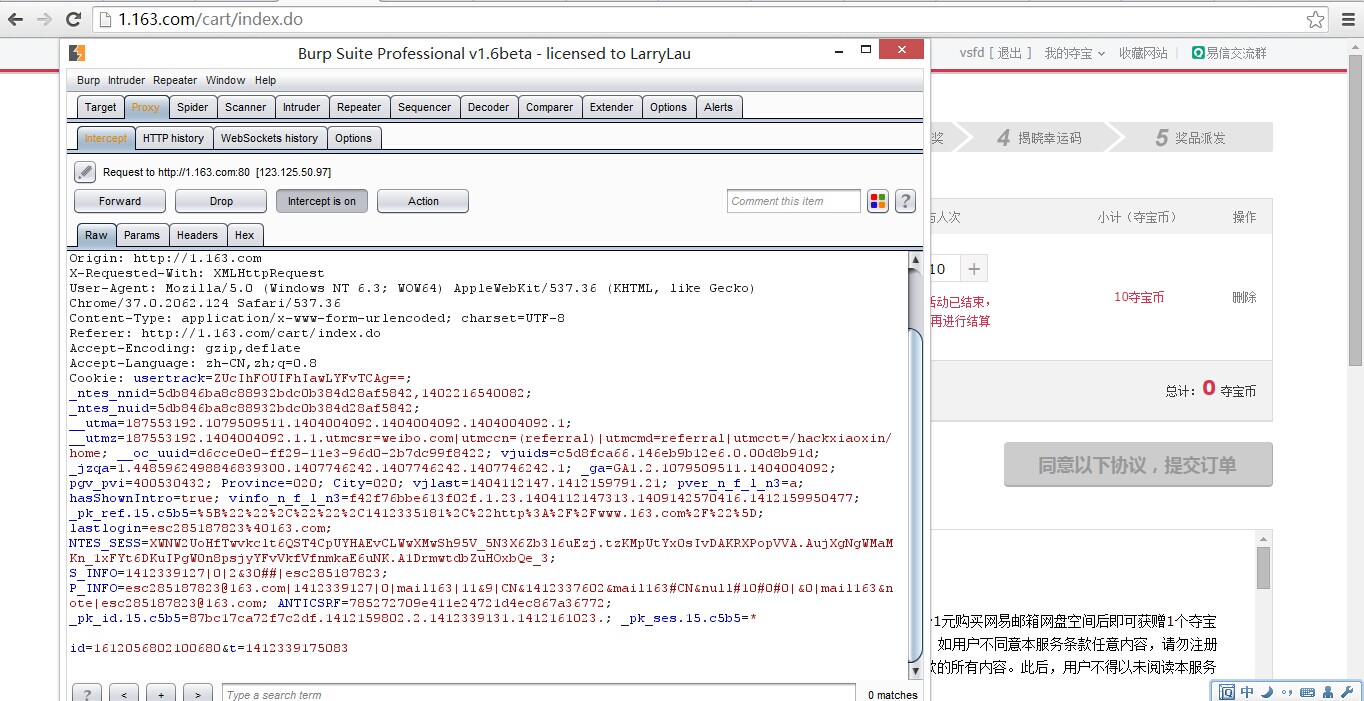 1.163.com/cart/index.do
Burp Suite Professional v1.6beta - licensed to LarryLau
vsfd [ 退出 ] 我的夺宝 收藏网站 易信交流群
Burp Intruder Repeater Window Help
Target Proxy Spider Scanner Intruder Repeater Sequencer Decoder Comparer Extender Options Alerts
Intercept HTTP history WebSockets history Options
奖 4 揭晓幸运码 5 奖品派发
Request to http://1.163.com:80 [123.125.50.97]
Forward Drop Intercept is on Action Comment this item ?
人次 小计（夺宝币） 操作
Raw Params Headers Hex
Origin: http://1.163.com
X-Requested-With: XMLHttpRequest
User-Agent: Mozilla/5.0 (Windows NT 6.3; WOW64) AppleWebKit/537.36 (KHTML, like Gecko)
Chrome/37.0.2062.124 Safari/537.36
Content-Type: application/x-www-form-urlencoded; charset=UTF-8
Referer: http://1.163.com/cart/index.do
Accept-Encoding: gzip,deflate
Accept-Language: zh-CN,zh;q=0.8
Cookie: usertrack=ZUcIhFOUIFhIawLYFvTCAg==;
_ntes_nnid=5db846ba8c88932bdc0b384d28af5842,1402216540082;
_ntes_nuid=5db846ba8c88932bdc0b384d28af5842;
__utma=187553192.1079509511.1404004092.1404004092.1404004092.1;
__utmz=187553192.1404004092.1.1.utmcsr=weibo.com|utmccn=(referral)|utmcmd=referral|utmcct=/hackxiaoxin/
home; __oc_uuid=d6cce0e0-ff29-11e3-96d0-2b7dc99f8422; vjuids=c5d8fca66.146eb9b12e6.0.00d8b91d;
_jzqa=1.4485962498846839300.1407746242.1407746242.1407746242.1; _ga=GA1.2.1079509511.1404004092;
pgv_pvi=400530432; Province=020; City=020; vjlast=1404112147.1412159791.21; pver_n_f_l_n3=a;
hasShownIntro=true; vinfo_n_f_l_n3=f42f76bbe613f02f.1.23.1404112147313.1409142570416.1412159950477;
_pk_ref.15.c5b5=%5B%22%22%2C%22%22%2C1412335181%2C%22http%3A%2F%2Fwww.163.com%2F%22%5D;
lastlogin=esc285187823%40163.com;
NTES_SESS=XWNW2UoHfTwvkc1t6QST4CpUYHAEvCLWwXMwSh95V_5N3X6Zb3l6uEzj.tzKMpUtYxOsIvDAKRXPopVVA.AujXgNgWMaM
Kn_1xFYt6DKuIPgW0n8psjyYFvVkfVfnmkaE6uNK.A1DrmwtdbZuHOxbQe_3;
S_INFO=1412339127|0|2&30##|esc285187823;
P_INFO=esc285187823@163.com|1412339127|0|mail163|11&9|CN&1412337602&mail163#CN&null#10#0#0|&0|mail163&n
ote|esc285187823@163.com; ANTICSRF=785272709e411e24721d4ec867a36772;
_pk_id.15.c5b5=87bc17ca72f7c2df.1412159802.2.1412339131.1412161023.; _pk_ses.15.c5b5=*
id=1612056802100680&t=1412339175083
? < + > Type a search term 0 matches
10 +
活动已结束，
再进行结算
10夺宝币 删除
总计：0 夺宝币
同意以下协议，提交订单
1元购买网易邮箱网盘空间后即可获赠1个夺宝
如用户不同意本服务条款任意内容，请勿注册
的所有内容。此后，用户不得以未阅读本服务
中